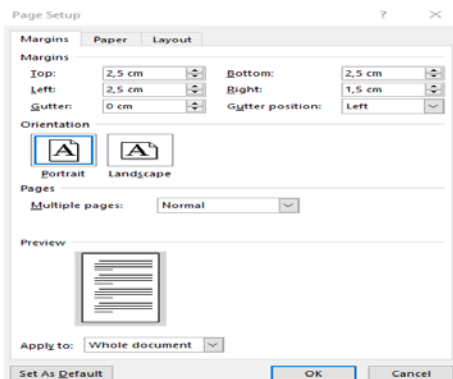 Page Setup ? ×
Margins Paper Layout
Margins
Top: 2,5 cm Bottom: 2,5 cm
Left: 2,5 cm Right: 1,5 cm
Gutter: 0 cm Gutter position: Left
Orientation
A A
Portrait Landscape
Pages
Multiple pages: Normal
Preview
Apply to: Whole document
Set As Default OK Cancel